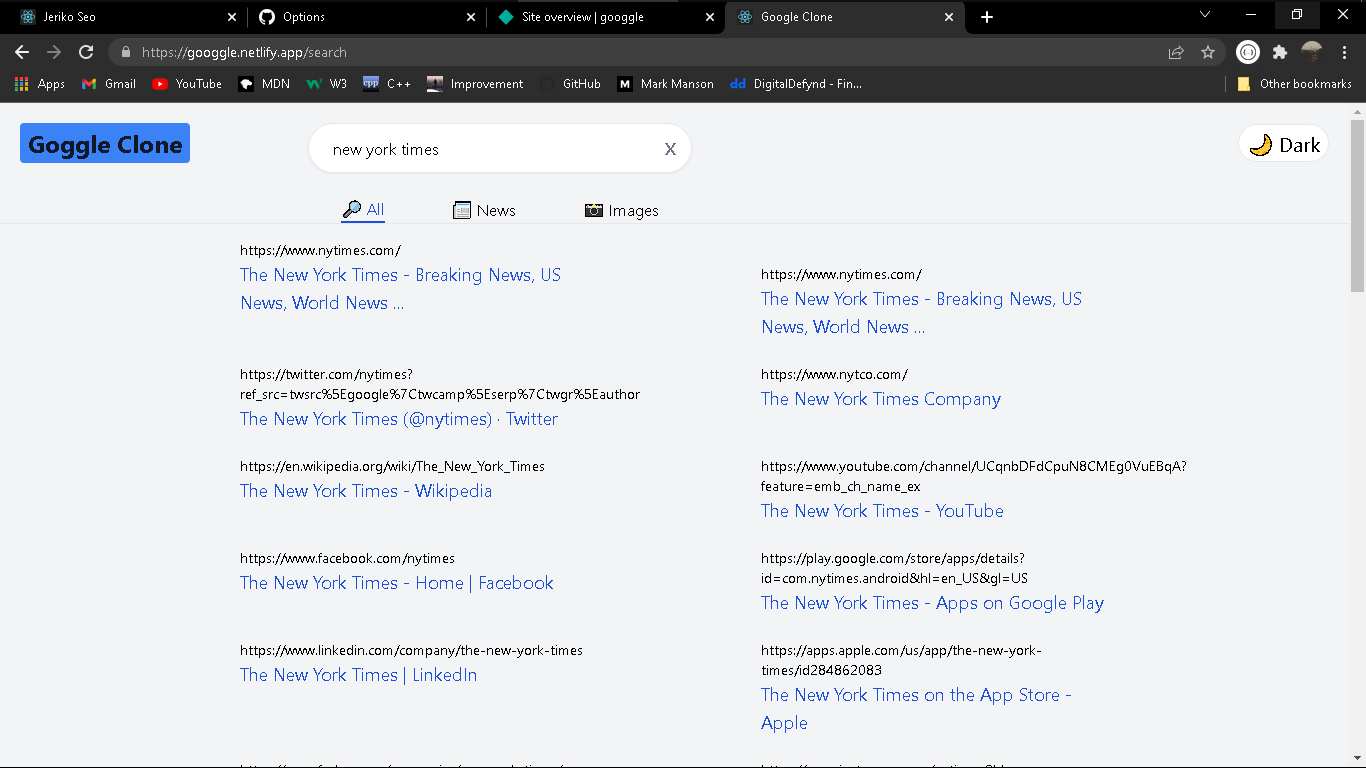 Jeriko Seo
Options
Site overview | googgle
Google Clone
https://googgle.netlify.app/search
Apps
Gmail
YouTube
MDN
W3
C++
Improvement
GitHub
Mark Manson
DigitalDefynd - Fin...
Other bookmarks
Goggle Clone
new york times
X
Dark
All
News
Images
https://www.nytimes.com/
The New York Times - Breaking News, US
News, World News ...
https://www.nytimes.com/
The New York Times - Breaking News, US
News, World News ...
https://twitter.com/nytimes?
ref_src=twsrc%5Egoogle%7Ctwcamp%5Eserp%7Ctwgr%5Eauthor
The New York Times (@nytimes) · Twitter
https://www.nytco.com/
The New York Times Company
https://en.wikipedia.org/wiki/The_New_York_Times
The New York Times - Wikipedia
https://www.youtube.com/channel/UCqnbDFdCpuN8CMEg0VuEBqA?
feature=emb_ch_name_ex
The New York Times - YouTube
https://www.facebook.com/nytimes
The New York Times - Home | Facebook
https://play.google.com/store/apps/details?
id=com.nytimes.android&hl=en_US&gl=US
The New York Times - Apps on Google Play
https://www.linkedin.com/company/the-new-york-times
The New York Times | LinkedIn
https://apps.apple.com/us/app/the-new-york-
times/id284862083
The New York Times on the App Store -
Apple